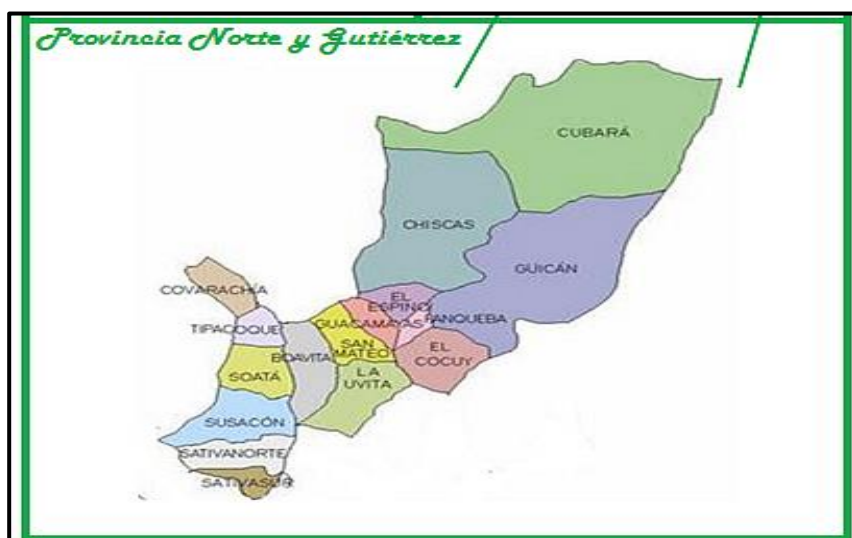 Provincia Norte y Gutiérrez
CUBARÁ
CHISCAS
GÜICÁN
COVARACHÍA
EL
ESPINO
TIPACOQUE
GUACAMAYAS
PANQUEBA
SAN
MATEO
BOAVITA
EL
COCUY
SOATÁ
LA
UVITA
SUSACÓN
SATIVANORTE
SATIVASUR